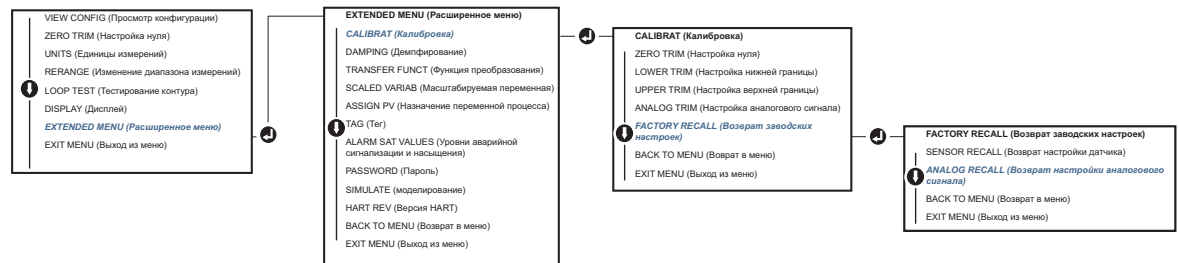 VIEW CONFIG (Просмотр конфигурации)
ZERO TRIM (Настройка нуля)
UNITS (Единицы измерений)
RERANGE (Изменение диапазона измерений)
LOOP TEST (Тестирование контура)
DISPLAY (Дисплей)
EXTENDED MENU (Расширенное меню)
EXIT MENU (Выход из меню)
EXTENDED MENU (Расширенное меню)
CALIBRAT (Калибровка)
DAMPING (Демпфирование)
TRANSFER FUNCT (Функция преобразования)
SCALED VARIAB (Масштабируемая переменная)
ASSIGN PV (Назначение переменной процесса)
TAG (Тег)
ALARM SAT VALUES (Уровни аварийной
сигнализации и насыщения)
PASSWORD (Пароль)
SIMULATE (моделирование)
HART REV (Версия HART)
BACK TO MENU (Возврат в меню)
EXIT MENU (Выход из меню)
CALIBRAT (Калибровка)
ZERO TRIM (Настройка нуля)
LOWER TRIM (Настройка нижней границы)
UPPER TRIM (Настройка верхней границы)
ANALOG TRIM (Настройка аналогового сигнала)
FACTORY RECALL (Возврат заводских
настроек)
BACK TO MENU (Воврат в меню)
EXIT MENU (Выход из меню)
FACTORY RECALL (Возврат заводских настроек)
SENSOR RECALL (Возврат настройки датчика)
ANALOG RECALL (Возврат настройки аналогового
сигнала)
BACK TO MENU (Возврат в меню)
EXIT MENU (Выход из меню)